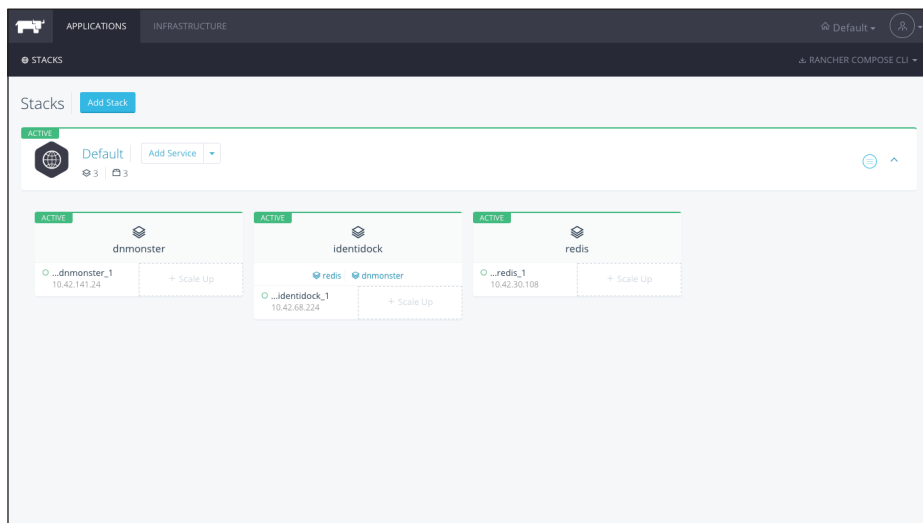 APPLICATIONS INFRASTRUCTURE Default
STACKS RANCHER COMPOSE CLI
Stacks Add Stack
ACTIVE
Default Add Service
3 3
ACTIVE
dnmonster
...dnmonster_1
10.42.141.24
+ Scale Up
ACTIVE
identidock
redis dnmonster
...identidock_1
10.42.68.224
+ Scale Up
ACTIVE
redis
...redis_1
10.42.30.108
+ Scale Up